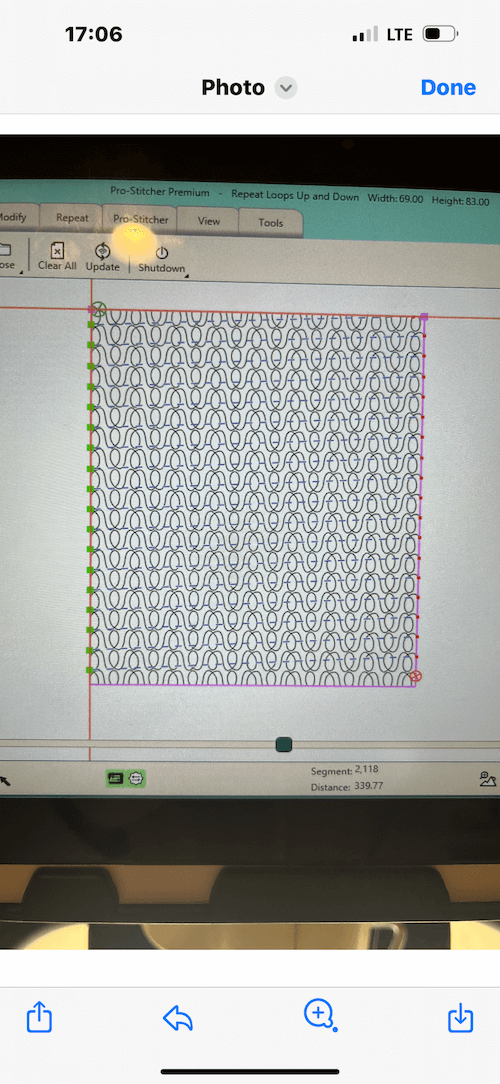 17:06
LTE
Photo
Done
Pro-Stitcher Premium - Repeat Loops Up and Down Width: 69.00 Height: 83.00
Modify Repeat Pro-Stitcher View Tools
ose Clear All Update Shutdown
Segment: 2,118
Distance: 339.77